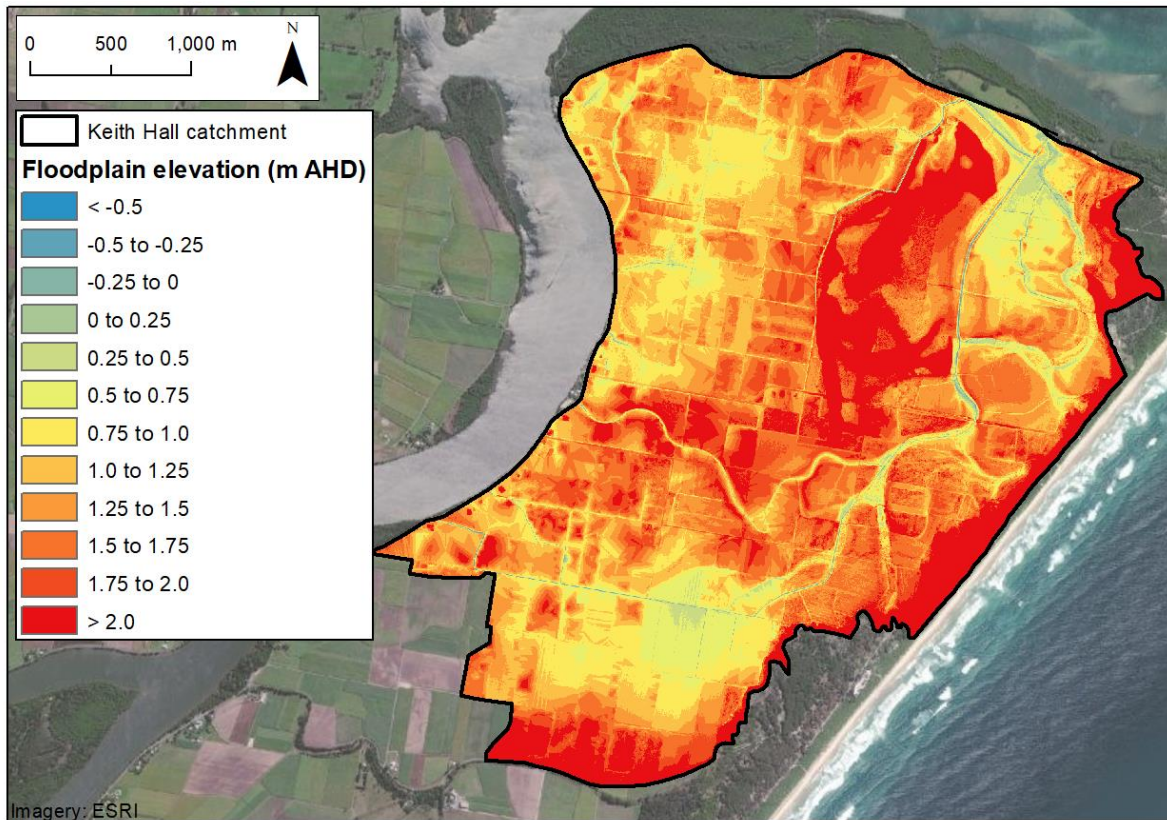 0 500 1,000 m
N
Keith Hall catchment
Floodplain elevation (m AHD)
< -0.5
-0.5 to -0.25
-0.25 to 0
0 to 0.25
0.25 to 0.5
0.5 to 0.75
0.75 to 1.0
1.0 to 1.25
1.25 to 1.5
1.5 to 1.75
1.75 to 2.0
> 2.0
Imagery: ESRI